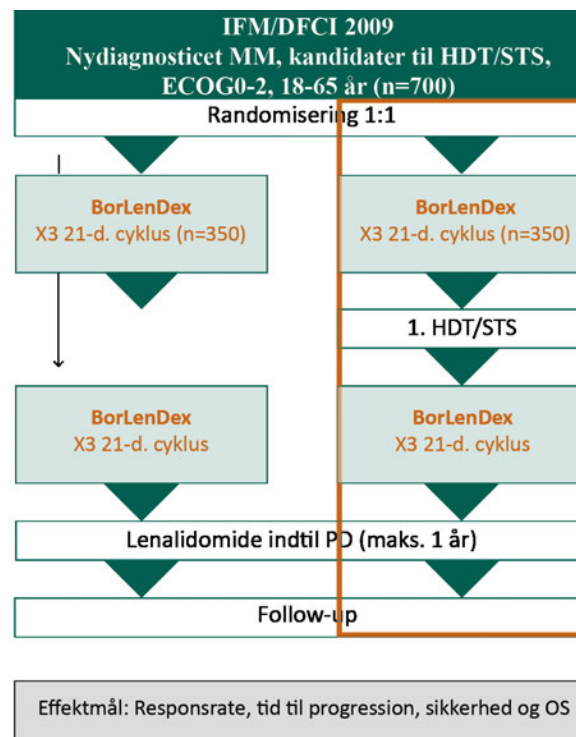 IFM/DFCI 2009
Nydiagnosticet MM, kandidater til HDT/STS,
ECOG0-2, 18-65 år (n=700)
Randomisering 1:1
BorLenDex
X3 21-d. cyklus (n=350)
BorLenDex
X3 21-d. cyklus (n=350)
1. HDT/STS
BorLenDex
X3 21-d. cyklus
BorLenDex
X3 21-d. cyklus
Lenalidomide indtil PD (maks. 1 år)
Follow-up
Effektmål: Responsrate, tid til progression, sikkerhed og OS